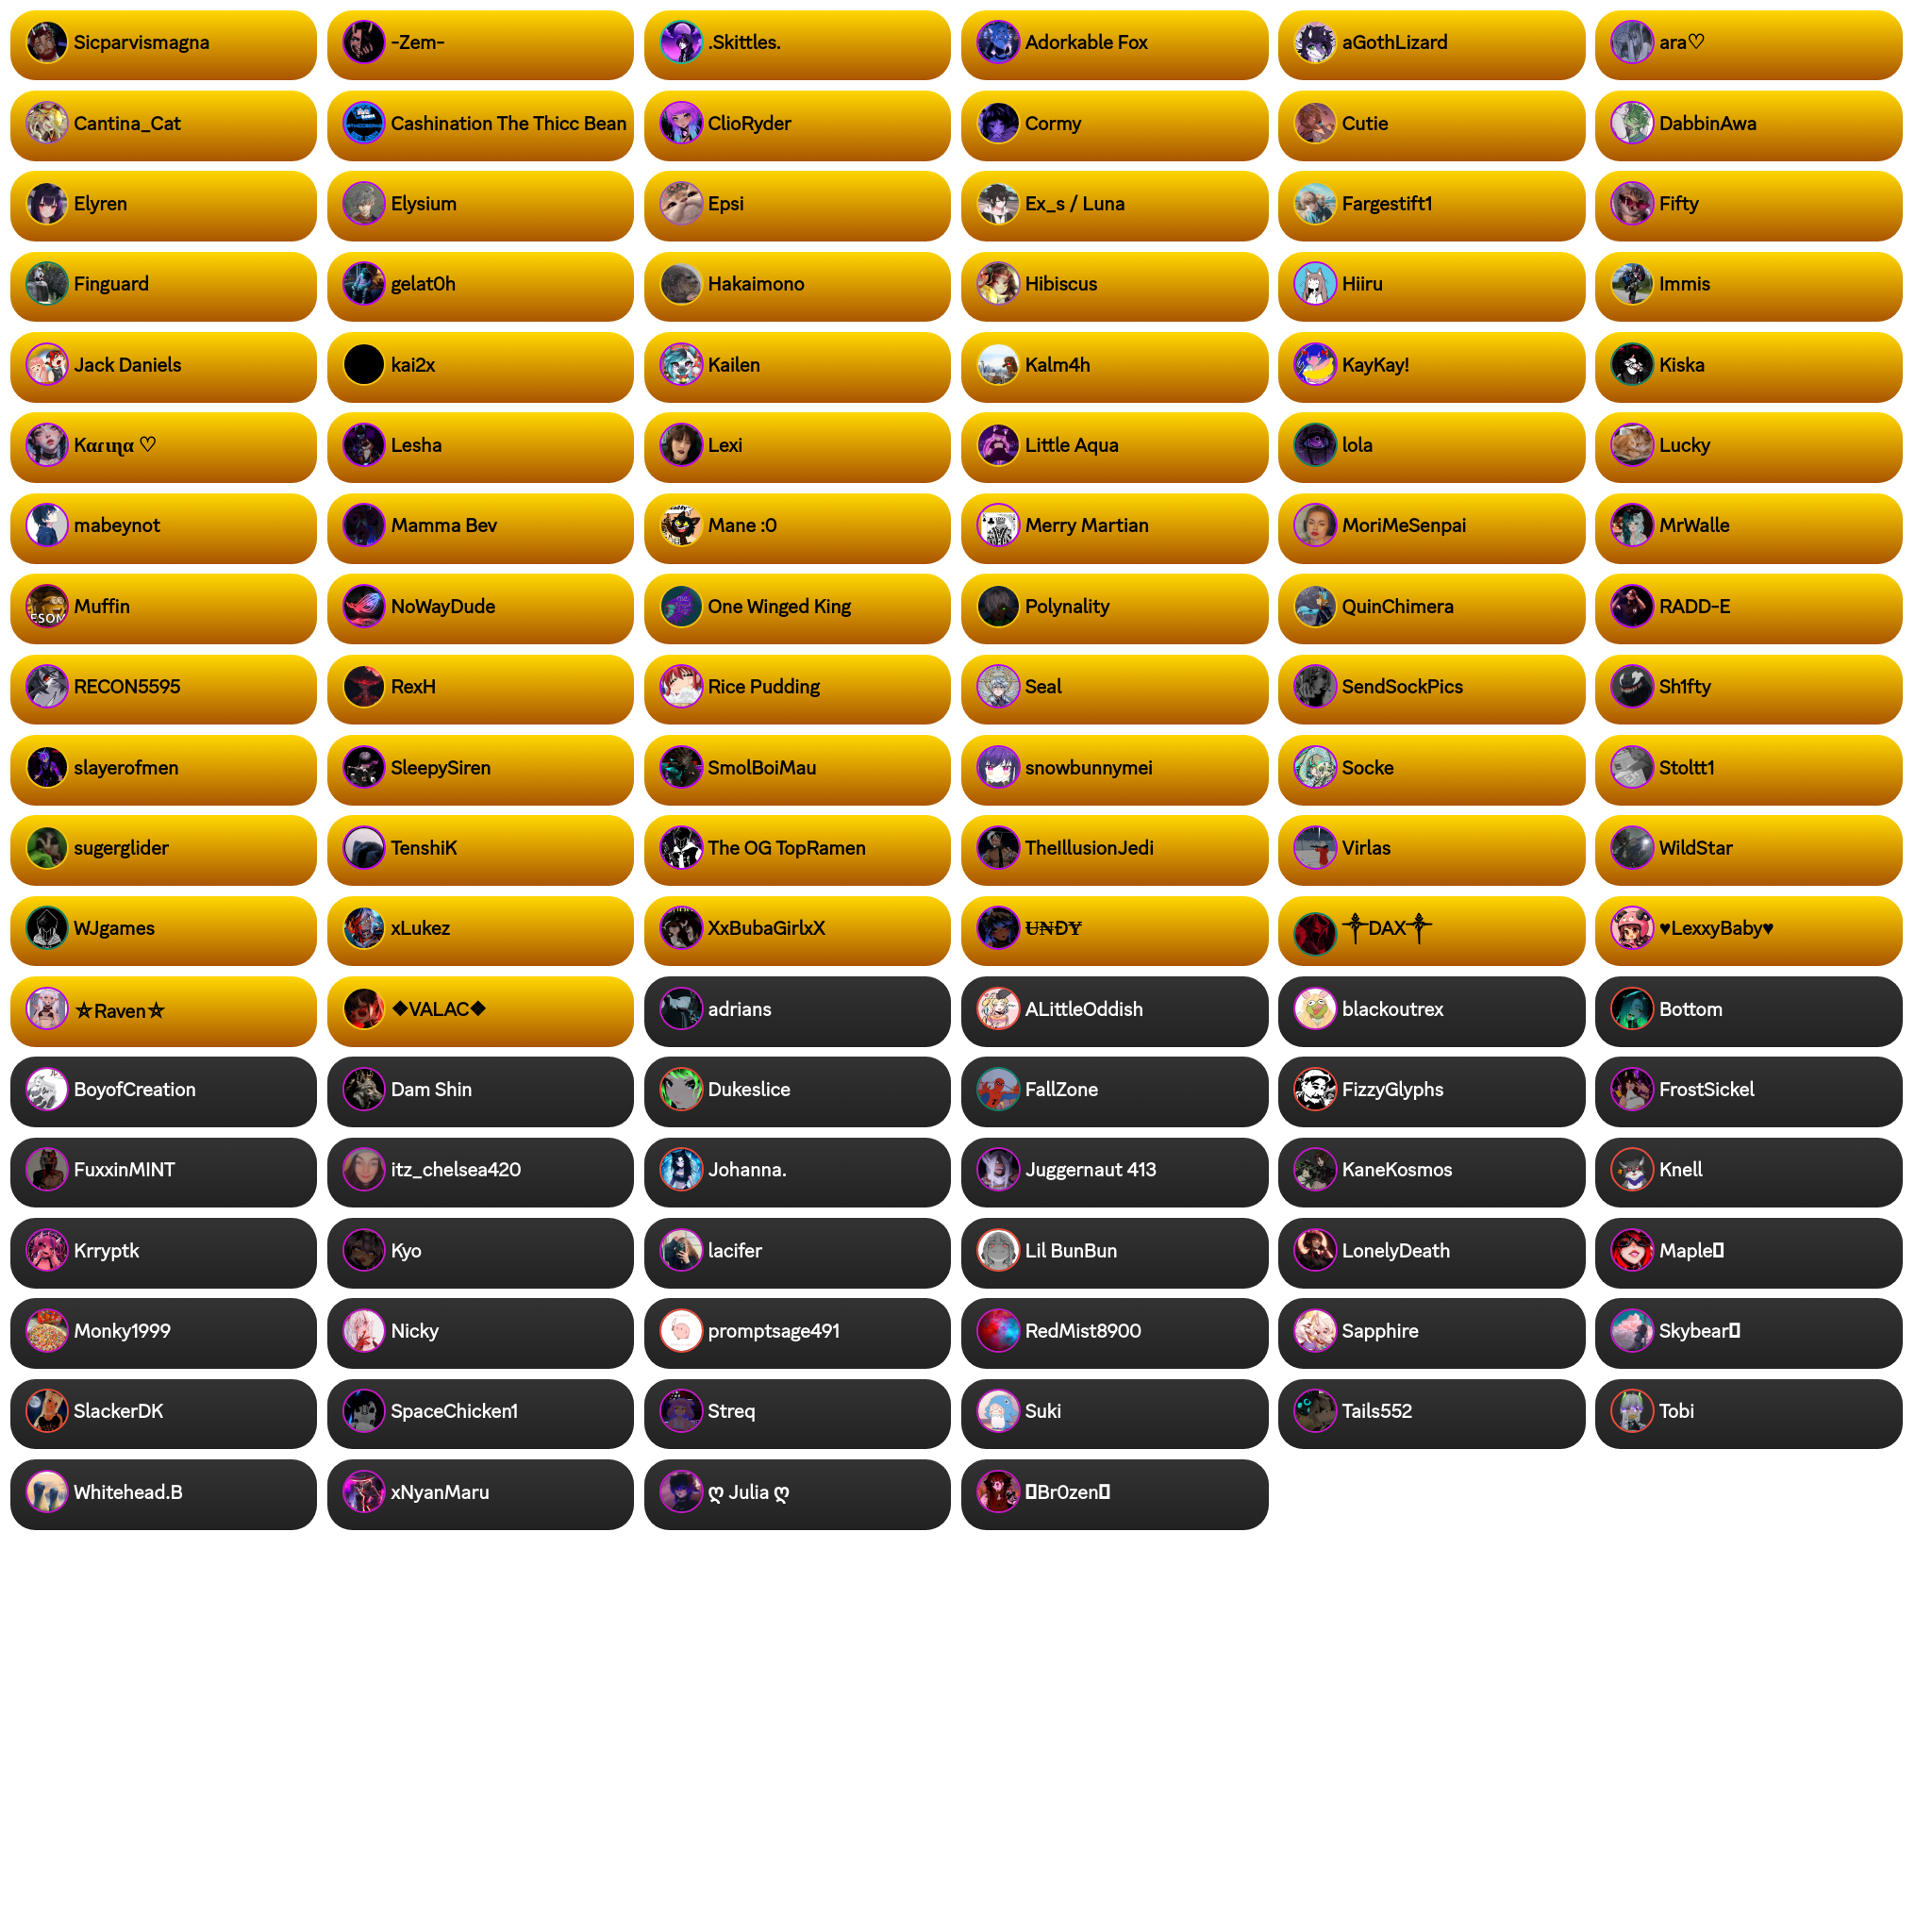 Sicparvismagna
-Zem-
.Skittles.
Adorkable Fox
aGothLizard
ara♡
Cantina_Cat
Cashination The Thicc Bean
ClioRyder
Cormy
Cutie
DabbinAwa
Elyren
Elysium
Epsi
Ex_s / Luna
Fargestift1
Fifty
Finguard
gelat0h
Hakaimono
Hibiscus
Hiiru
Immis
Jack Daniels
kai2x
Kailen
Kalm4h
KayKay!
Kiska
Kαɾιɳα ♡
Lesha
Lexi
Little Aqua
lola
Lucky
mabeynot
Mamma Bev
Mane :0
Merry Martian
MoriMeSenpai
MrWalle
Muffin
NoWayDude
One Winged King
Polynality
QuinChimera
RADD-E
RECON5595
RexH
Rice Pudding
Seal
SendSockPics
Sh1fty
slayerofmen
SleepySiren
SmolBoiMau
snowbunnymei
Socke
Stoltt1
sugerglider
TenshiK
The OG TopRamen
TheIllusionJedi
Virlas
WildStar
WJgames
xLukez
XxBubaGirlxX
U̶₦ĐɎ
༒DAX༒
♥LexxyBaby♥
⛤Raven⛤
❖VALAC❖
adrians
ALittleOddish
blackoutrex
Bottom
BoyofCreation
Dam Shin
Dukeslice
FallZone
FizzyGlyphs
FrostSickel
FuxxinMINT
itz_chelsea420
Johanna.
Juggernaut 413
KaneKosmos
Knell
Krryptk
Kyo
lacifer
Lil BunBun
LonelyDeath
Maple
Monky1999
Nicky
promptsage491
RedMist8900
Sapphire
Skybear
SlackerDK
SpaceChicken1
Streq
Suki
Tails552
Tobi
Whitehead.B
xNyanMaru
ღ Julia ღ
Br0zen